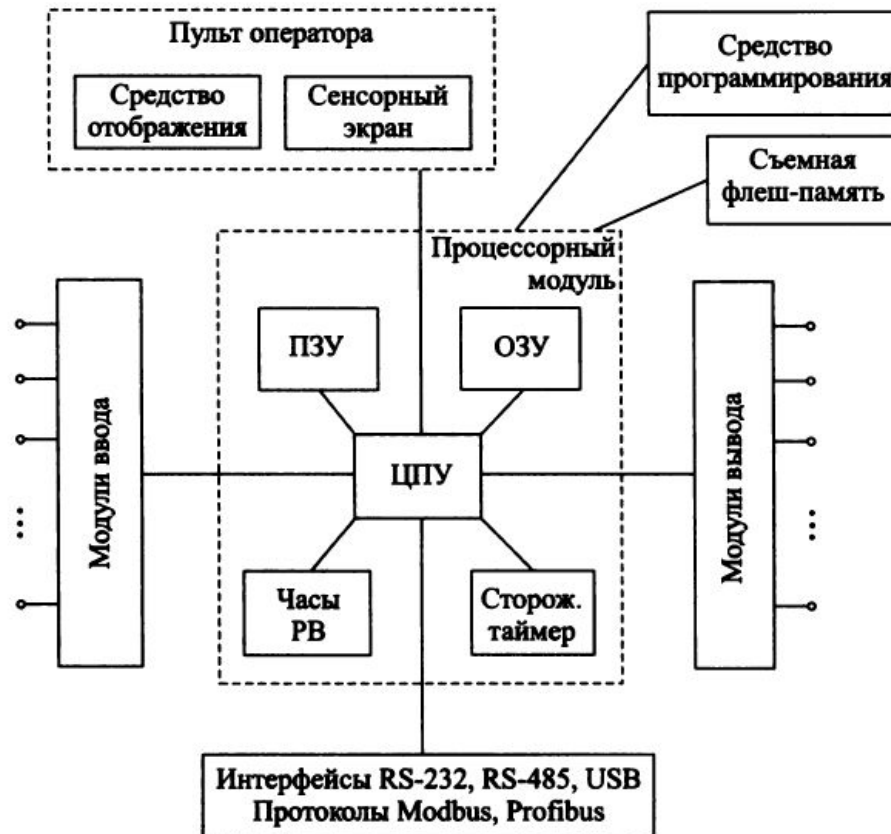 Пульт оператора
Средство
отображения
Сенсорный
экран
Средство
программирования
Съемная
флеш-память
Процессорный
модуль
Модули ввода
ПЗУ
ОЗУ
ЦПУ
Часы
РВ
Сторож.
таймер
Модули вывода
Интерфейсы RS-232, RS-485, USB
Протоколы Modbus, Profibus